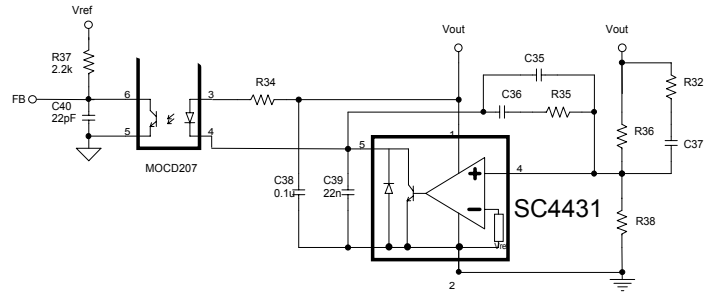 Vref
Vout
Vout
R37
2.2k
C35
R34
C36
R35
R32
FB
6
3
C40
22pF
5
4
R36
C37
1
5
MOCD207
4
C38
0.1u
C39
22n
SC4431
R38
Vre
2